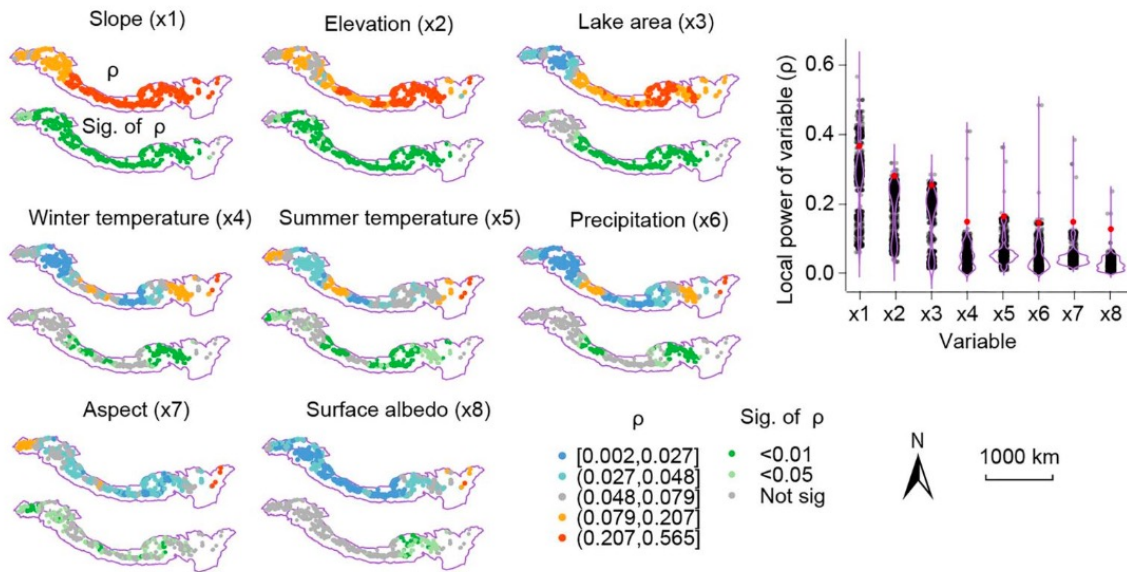 Slope (x1)
Elevation (x2)
Lake area (x3)
ρ
Sig. of ρ
Winter temperature (x4)
Summer temperature (x5)
Precipitation (x6)
Aspect (x7)
Surface albedo (x8)
ρ
[0.002,0.027]
(0.027,0.048]
(0.048,0.079]
(0.079,0.207]
(0.207,0.565]
Sig. of ρ
<0.01
<0.05
Not sig
N
1000 km
Local power of variable (ρ)
0.6
0.4
0.2
0.0
x1 x2 x3 x4 x5 x6 x7 x8
Variable